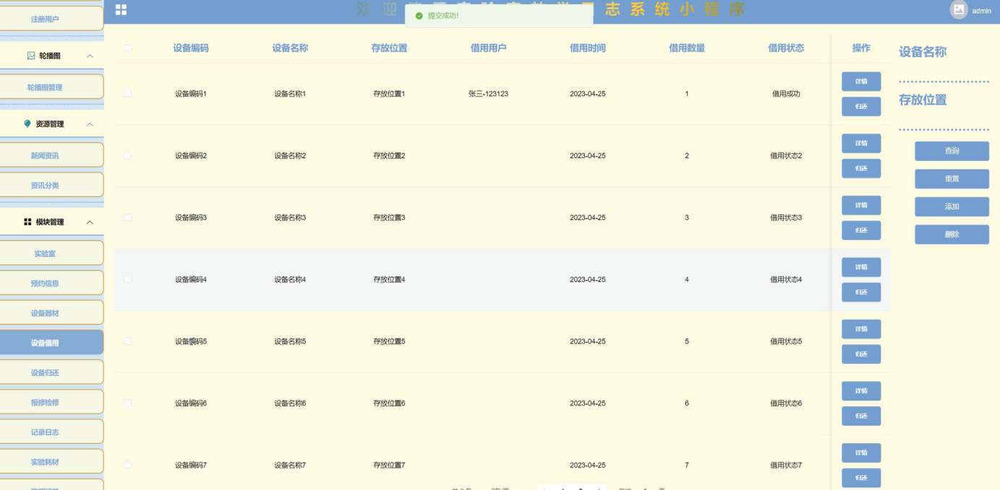 注册用户
轮播图
轮播图管理
资源管理
新闻资讯
资讯分类
模块管理
实验室
预约信息
设备器材
设备借用
设备归还
报修检修
记录日志
实验耗材
欢迎
志系统小程序
提交成功!
admin
设备编码 设备名称 存放位置 借用用户 借用时间 借用数量 借用状态 操作
设备编码1 设备名称1 存放位置1 张三-123123 2023-04-25 1 借用成功 详情 归还
设备编码2 设备名称2 存放位置2 2023-04-25 2 借用状态2 详情 归还
设备编码3 设备名称3 存放位置3 2023-04-25 3 借用状态3 详情 归还
设备编码4 设备名称4 存放位置4 2023-04-25 4 借用状态4 详情 归还
设备编码5 设备名称5 存放位置5 2023-04-25 5 借用状态5 详情 归还
设备编码6 设备名称6 存放位置6 2023-04-25 6 借用状态6 详情 归还
设备编码7 设备名称7 存放位置7 2023-04-25 7 借用状态7 详情 归还
设备名称
存放位置
查询
重置
添加
删除